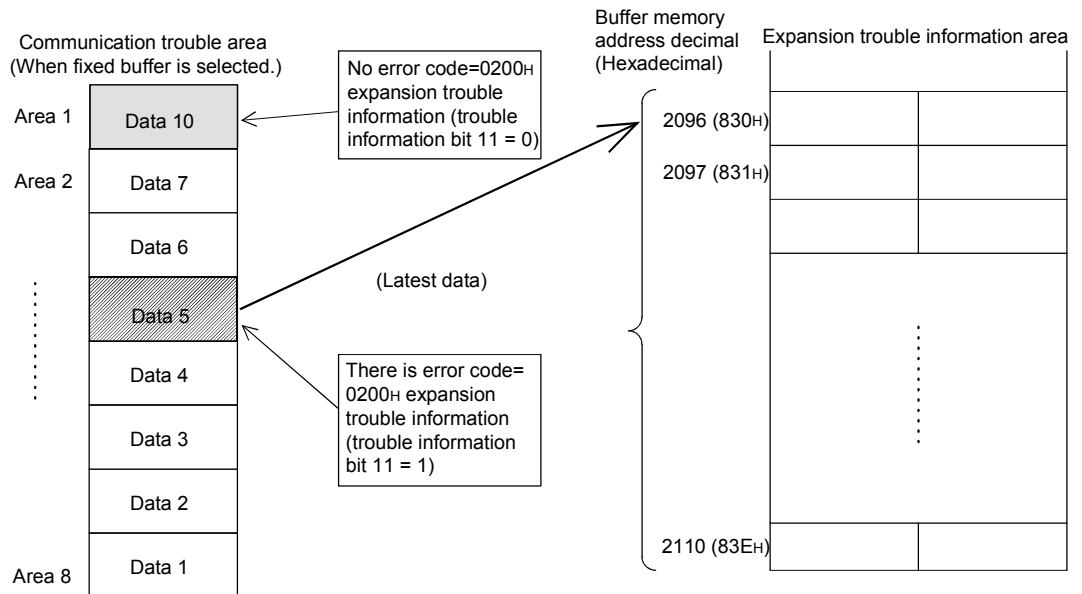 Communication trouble area
(When fixed buffer is selected.)
Area 1
Data 10
Area 2
Data 7
Data 6
Data 5
Data 4
Data 3
Data 2
Area 8
Data 1
No error code=0200H
expansion trouble
information (trouble
information bit 11 = 0)
(Latest data)
There is error code=
0200H expansion
trouble information
(trouble information
bit 11 = 1)
Buffer memory
address decimal
(Hexadecimal)
Expansion trouble information area
2096 (830H)
2097 (831H)
2110 (83EH)